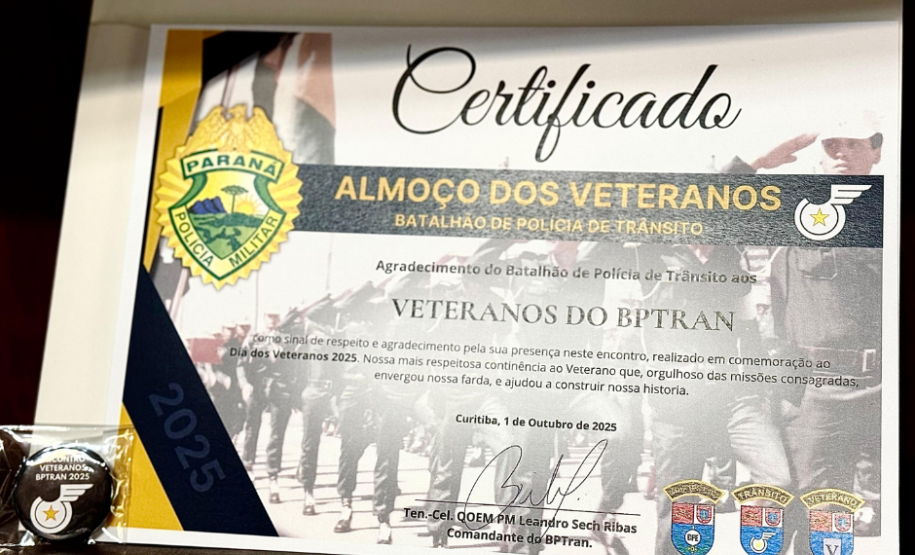 Certificado
PARANÁ
POLÍCIA MILITAR
ALMOÇO DOS VETERANOS
BATALHÃO DE POLÍCIA DE TRÂNSITO
Agradecimento do Batalhão de Polícia de Trânsito aos
VETERANOS DO BPTRAN
como sinal de respeito e agradecimento pela sua presença neste encontro, realizado em comemoração ao
Dia dos Veteranos 2025. Nossa mais respeitosa continência ao Veterano que, orgulhoso das missões consagradas,
envergou nossa farda, e ajudou a construir nossa historia.
2025
Curitiba, 1 de Outubro de 2025
Ten.-Cel. QOEM PM Leandro Sech Ribas
Comandante do BPTran.
VETERANOS
BPTRAN 2025
CPE
TRÂNSITO
VETERANO
V